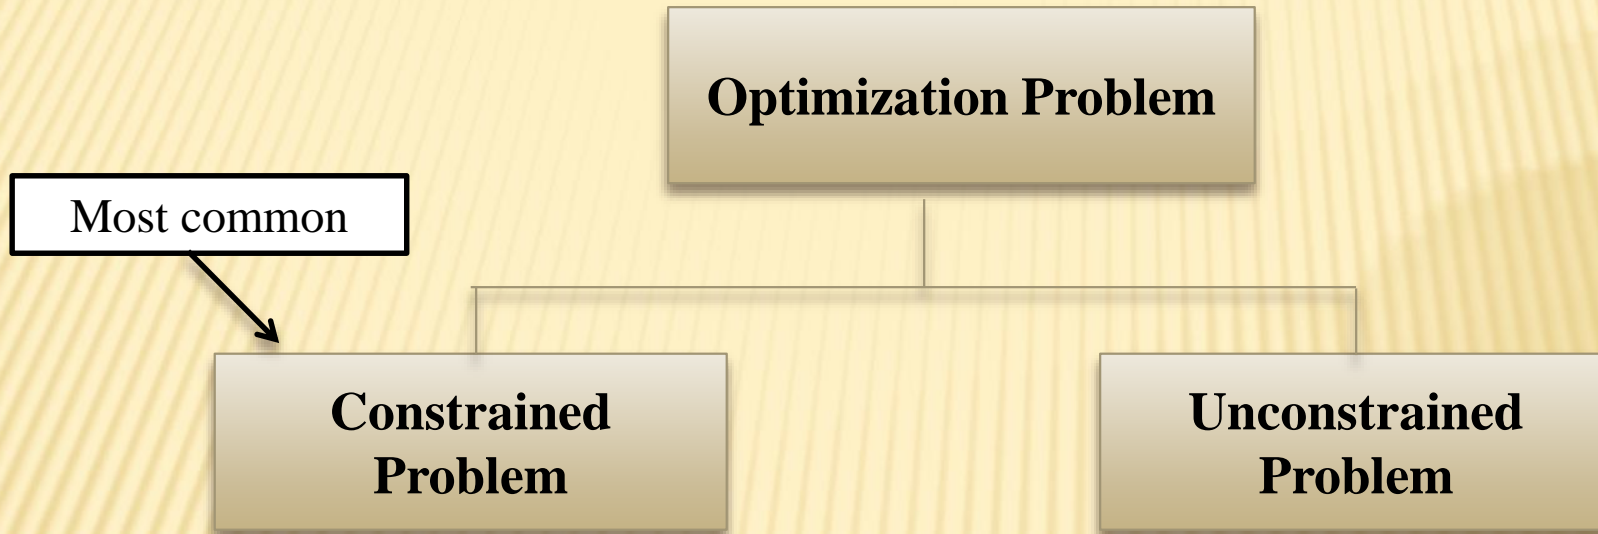 Optimization Problem
Most common
Constrained
Problem
Unconstrained
Problem